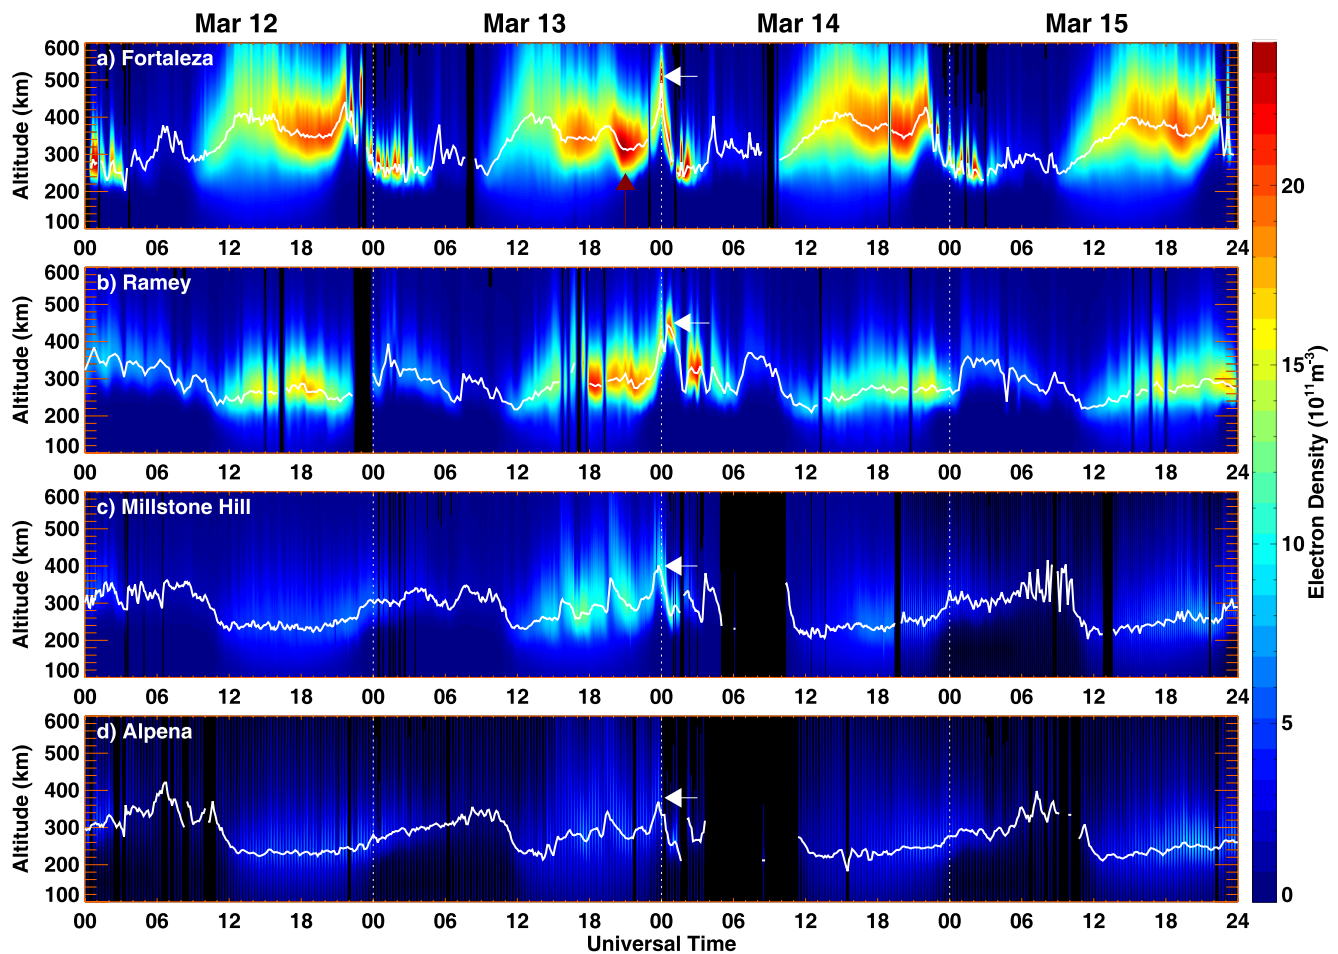 Mar 12 Mar 13 Mar 14 Mar 15
a) Fortaleza
600
500
400
300
200
100
Altitude (km)
00 06 12 18 00 06 12 18 00 06 12 18 00 06 12 18 24
b) Ramey
600
500
400
300
200
100
Altitude (km)
00 06 12 18 00 06 12 18 00 06 12 18 00 06 12 18 24
c) Millstone Hill
600
500
400
300
200
100
Altitude (km)
00 06 12 18 00 06 12 18 00 06 12 18 00 06 12 18 24
d) Alpena
600
500
400
300
200
100
Altitude (km)
00 06 12 18 00 06 12 18 00 06 12 18 00 06 12 18 24
Universal Time
20
15
10
5
0
Electron Density (10¹¹m⁻³)